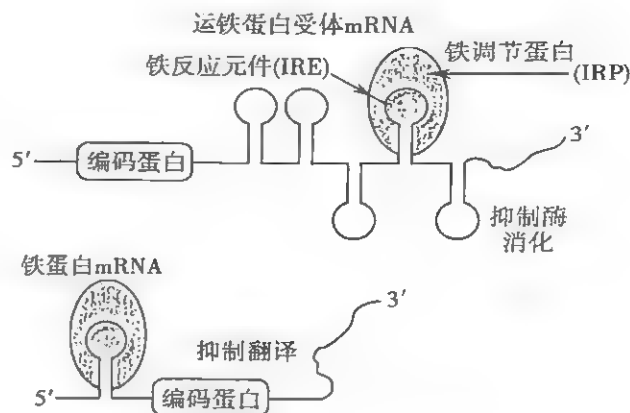 运铁蛋白受体mRNA
铁反应元件(IRE)
铁调节蛋白
(IRP)
5′
编码蛋白
3′
抑制酶
消化
铁蛋白mRNA
3′
抑制翻译
5′
编码蛋白